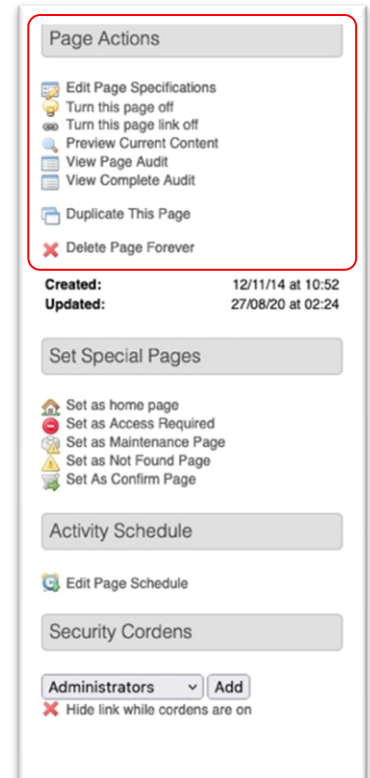 Page Actions
Edit Page Specifications
Turn this page off
Turn this page link off
Preview Current Content
View Page Audit
View Complete Audit
Duplicate This Page
Delete Page Forever
Created: 12/11/14 at 10:52
Updated: 27/08/20 at 02:24
Set Special Pages
Set as home page
Set as Access Required
Set as Maintenance Page
Set as Not Found Page
Set As Confirm Page
Activity Schedule
Edit Page Schedule
Security Cordens
Administrators Add
Hide link while cordens are on